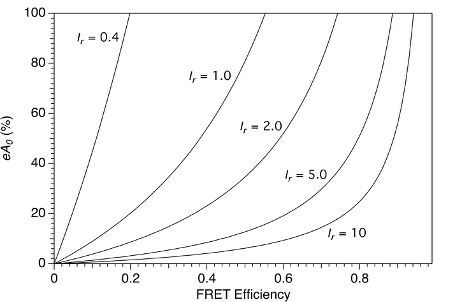 100
80
60
40
20
0
eA₀ (%)
Iᵣ = 0.4
Iᵣ = 1.0
Iᵣ = 2.0
Iᵣ = 5.0
Iᵣ = 10
0 0.2 0.4 0.6 0.8
FRET Efficiency